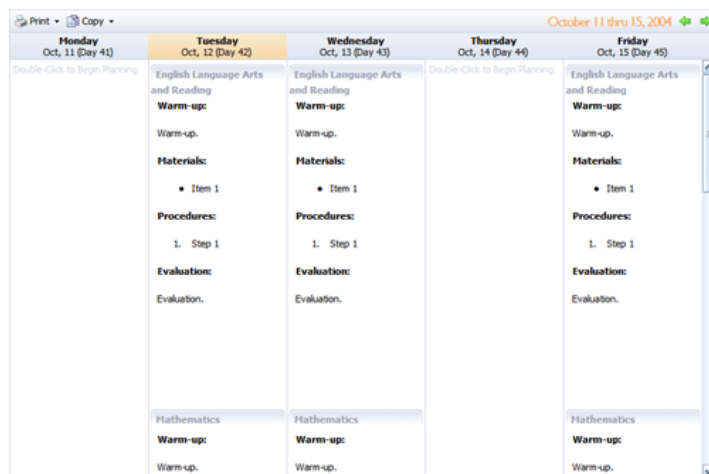 Print Copy October 11 thru 15, 2004
Monday Tuesday Wednesday Thursday Friday
Oct, 11 (Day 41) Oct, 12 (Day 42) Oct, 13 (Day 43) Oct, 14 (Day 44) Oct, 15 (Day 45)
Double-Click to Begin Planning
English Language Arts
and Reading
Warm-up:
Warm-up.
Materials:
• Item 1
Procedures:
1. Step 1
Evaluation:
Evaluation.
Mathematics
Warm-up:
Warm-up.
English Language Arts
and Reading
Warm-up:
Warm-up.
Materials:
• Item 1
Procedures:
1. Step 1
Evaluation:
Evaluation.
Mathematics
Warm-up:
Warm-up.
Double-Click to Begin Planning
English Language Arts
and Reading
Warm-up:
Warm-up.
Materials:
• Item 1
Procedures:
1. Step 1
Evaluation:
Evaluation.
Mathematics
Warm-up:
Warm-up.